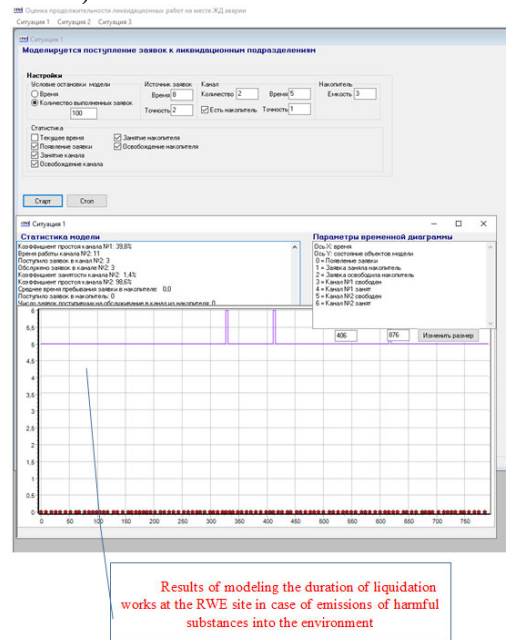 Оценка продолжительности ликвидационных работ на месте ЖД аварии
Ситуация 1 Ситуация 2 Ситуация 3
Ситуация 1
Моделируется поступление заявок к ликвидационным подразделениям
Настройки
Условие остановки модели
Время
Количество выполненных заявок
100
Источник заявок
Время 8
Точность 2
Канал
Количество 2 Время 5
Есть накопитель Точность 1
Накопитель
Емкость 3
Статистика
Текущее время
Появление заявки
Занятие канала
Освобождение канала
Занятие накопителя
Освобождение накопителя
Старт Стоп
Ситуация 1
Статистика модели
Коэффициент простоя канала №1: 39,8%
Время работы канала №2: 11
Поступило заявок в канал №2: 3
Обслужено заявок в канале №2: 3
Коэффициент занятости канала №2: 1,4%
Коэффициент простоя канала №2: 98,6%
Среднее время пребывания заявки в накопителе: 0,0
Поступило заявок в накопитель: 0
Число заявок, поступивших на обслуживание в канал из накопителя: 0
Параметры временной диаграммы
Ось X: время
Ось Y: состояние объектов модели
0 = Появление заявки
1 = Заявка заняла накопитель
2 = Заявка освободила накопитель
3 = Канал №1 свободен
4 = Канал №1 занят
5 = Канал №2 свободен
6 = Канал №2 занят
406 876 Изменить размер
6
5,5
5
4,5
4
3,5
3
2,5
2
1,5
1
0,5
0
0 50 100 150 200 250 300 350 400 450 500 550 600 650 700 750
Results of modeling the duration of liquidation
works at the RWE site in case of emissions of harmful
substances into the environment